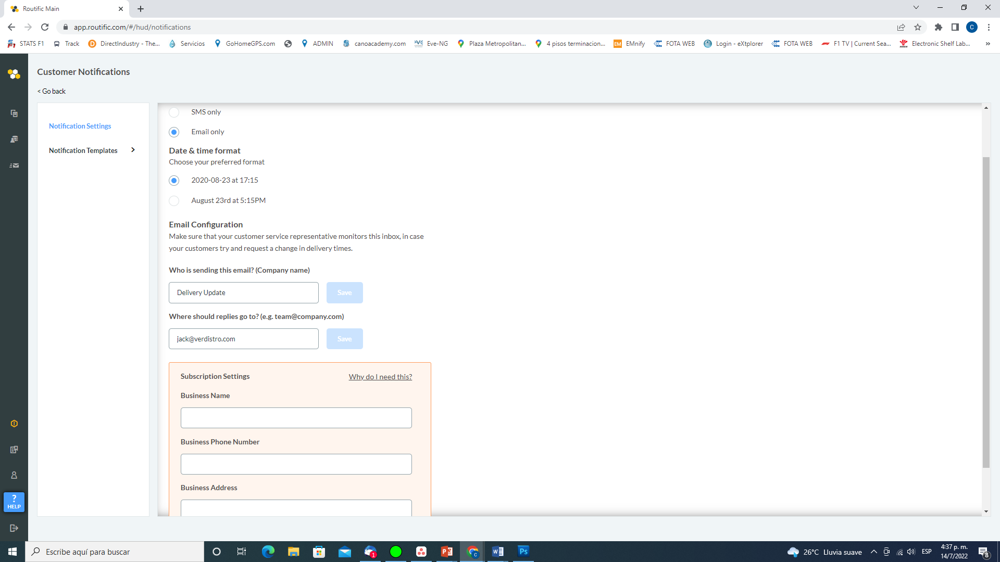 Routific Main
app.routific.com/#/hud/notifications
C
STATS F1
Track
DirectIndustry - The...
Servicios
GoHomeGPS.com
ADMIN
canoacademy.com
Eve-NG
Plaza Metropolitan...
4 pisos terminacion...
EM
EMnify
FOTA WEB
Login - eXtplorer
FOTA WEB
F1 TV | Current Sea...
Electronic Shelf Lab...
»
Customer Notifications
< Go back
Notification Settings
Notification Templates
SMS only
Email only
Date & time format
Choose your preferred format
2020-08-23 at 17:15
August 23rd at 5:15PM
Email Configuration
Make sure that your customer service representative monitors this inbox, in case
your customers try and request a change in delivery times.
Who is sending this email? (Company name)
Delivery Update
Save
Where should replies go to? (e.g. team@company.com)
jack@verdistro.com
Save
Subscription Settings
Why do I need this?
Business Name
Business Phone Number
Business Address
?
HELP
Escribe aquí para buscar
1
C
Ps
26°C Lluvia suave
ESP
4:37 p. m.
14/7/2022
8